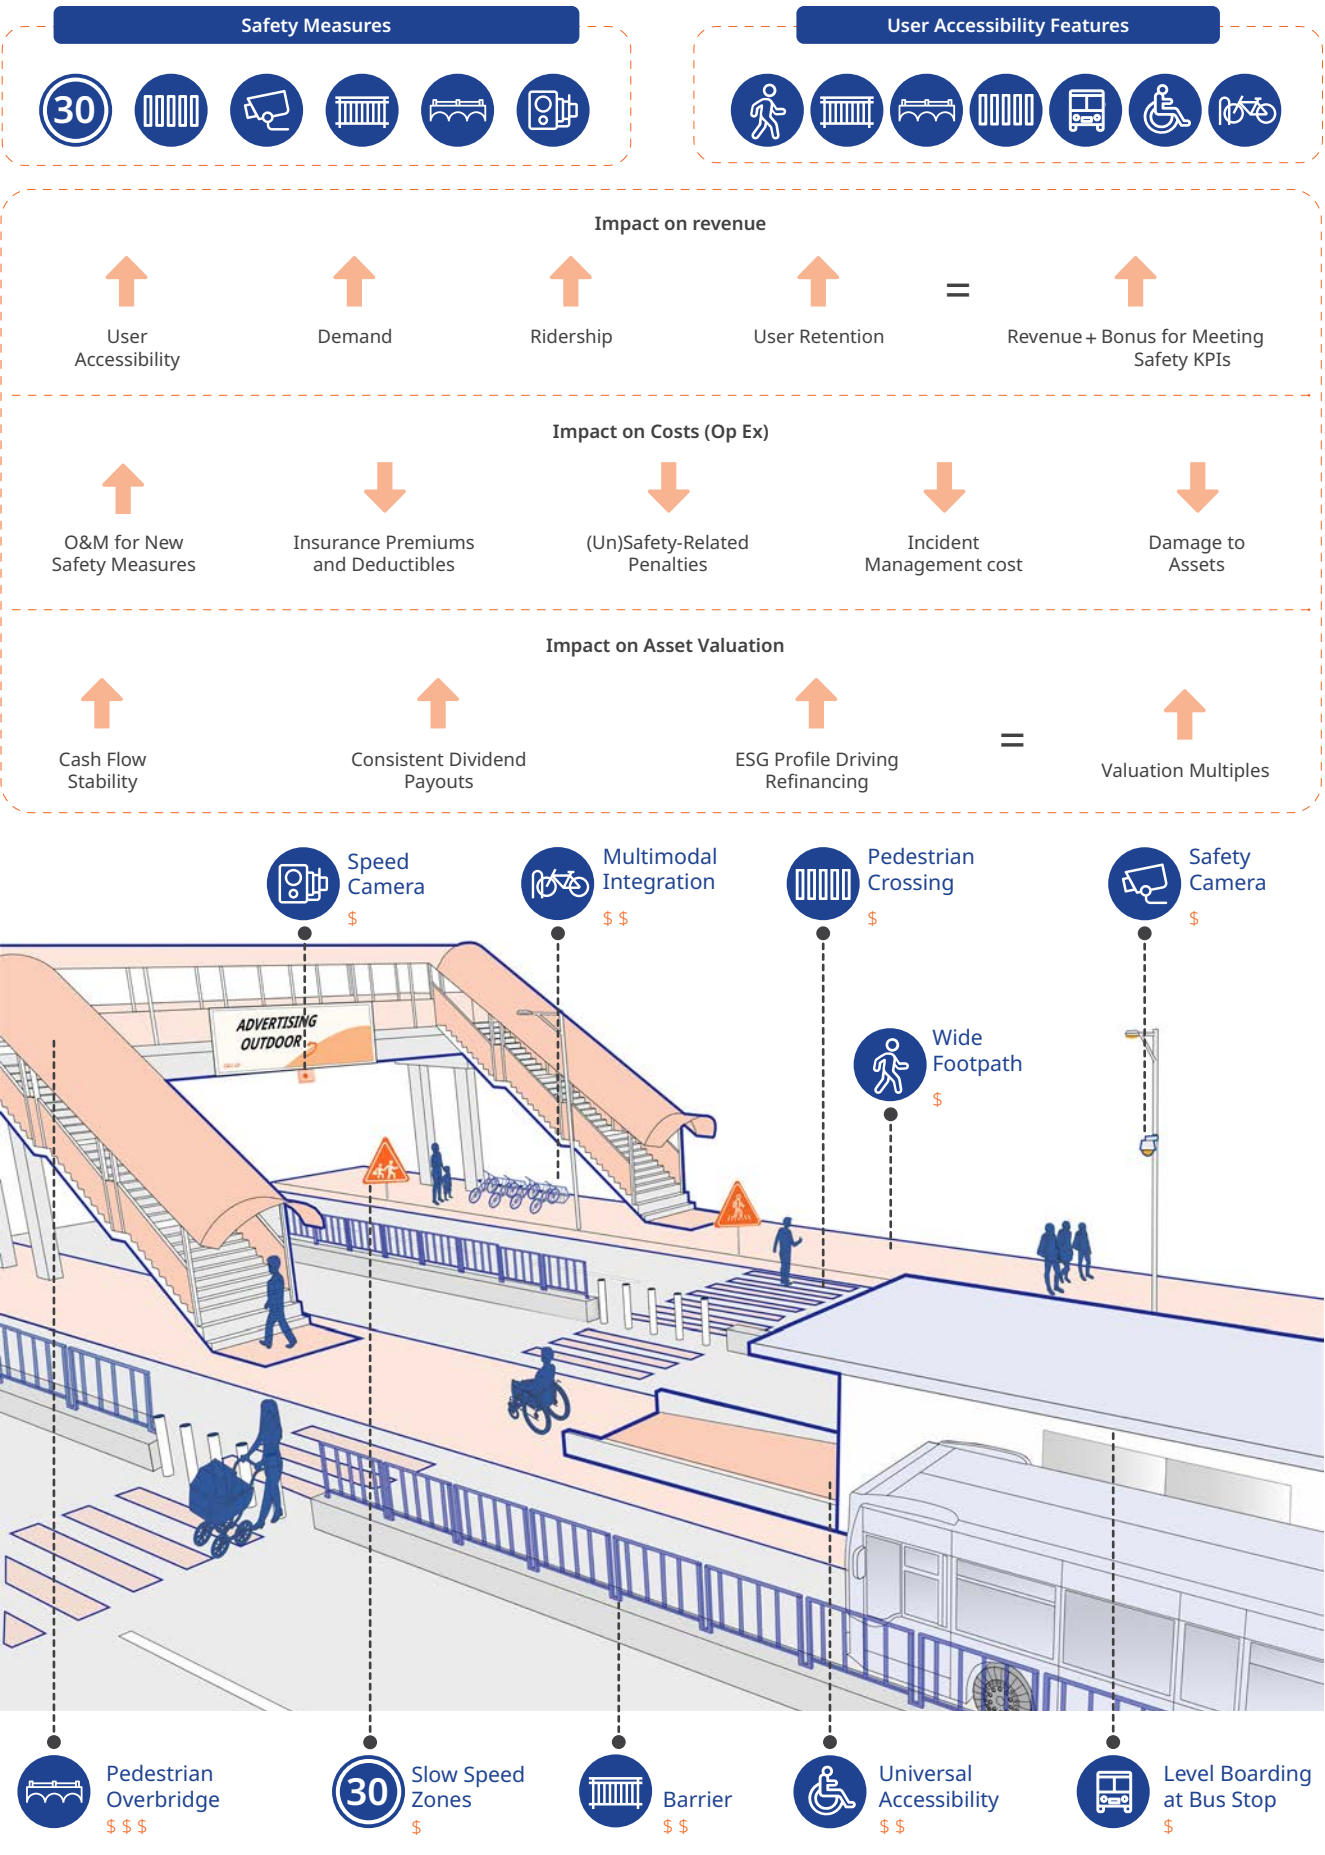 Safety Measures
User Accessibility Features
30
Impact on revenue
User
Accessibility
Demand
Ridership
User Retention
=
Revenue + Bonus for Meeting
Safety KPIs
Impact on Costs (Op Ex)
O&M for New
Safety Measures
Insurance Premiums
and Deductibles
(Un)Safety-Related
Penalties
Incident
Management cost
Damage to
Assets
Impact on Asset Valuation
Cash Flow
Stability
Consistent Dividend
Payouts
ESG Profile Driving
Refinancing
=
Valuation Multiples
Speed
Camera
$
Multimodal
Integration
$ $
Pedestrian
Crossing
$
Safety
Camera
$
ADVERTISING
OUTDOOR
Wide
Footpath
$
Pedestrian
Overbridge
$ $ $
30
Slow Speed
Zones
$
Barrier
$ $
Universal
Accessibility
$ $
Level Boarding
at Bus Stop
$